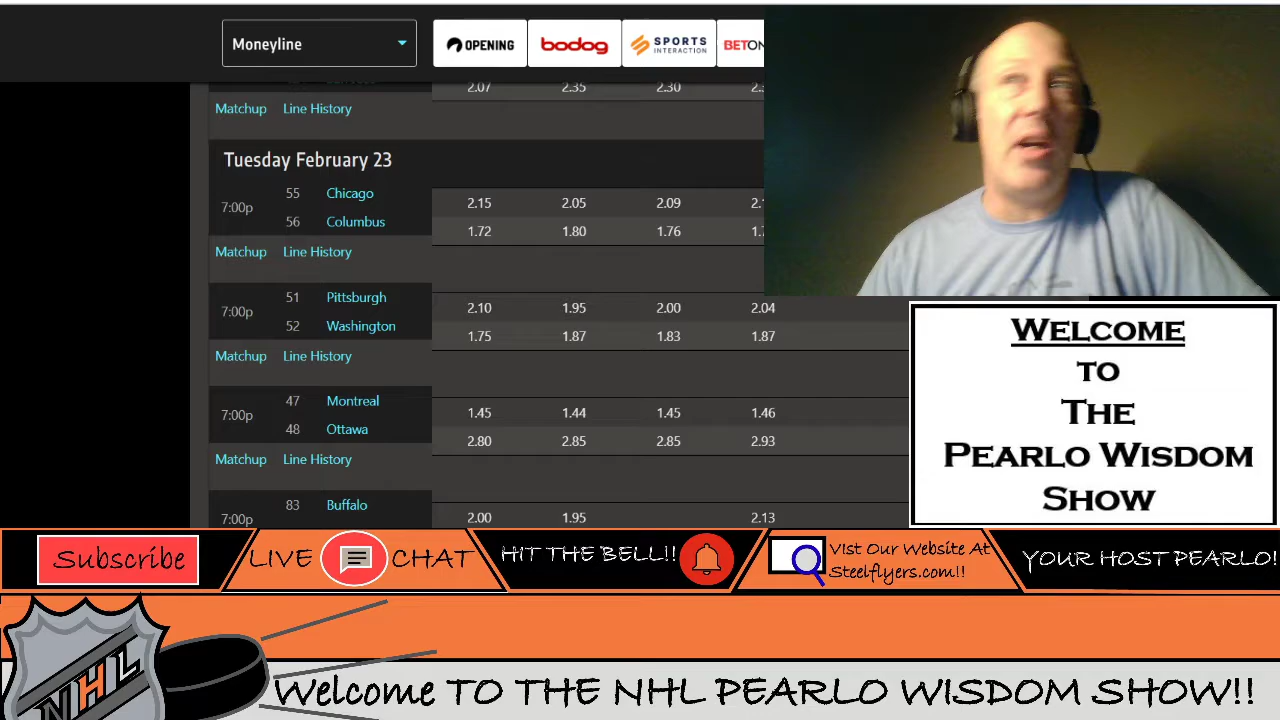 Moneyline
OPENING
bodog
SPORTS
INTERACTION
BETON
2.07 2.35 2.30
Matchup Line History
Tuesday February 23
55 Chicago 2.15 2.05 2.09
7:00p
56 Columbus 1.72 1.80 1.76
Matchup Line History
51 Pittsburgh 2.10 1.95 2.00 2.04
7:00p
52 Washington 1.75 1.87 1.83 1.87
Matchup Line History
47 Montreal 1.45 1.44 1.45 1.46
7:00p
48 Ottawa 2.80 2.85 2.85 2.93
Matchup Line History
83 Buffalo
7:00p 2.00 1.95 2.13
WELCOME
TO
THE
PEARLO WISDOM
SHOW
Subscribe
LIVE CHAT
HIT THE BELL!!
VIst Our Website At
Steelflyers.com!!
YOUR HOST PEARLO!
NHL
Welcome TO THE NHL PEARLO WISDOM SHOW!!